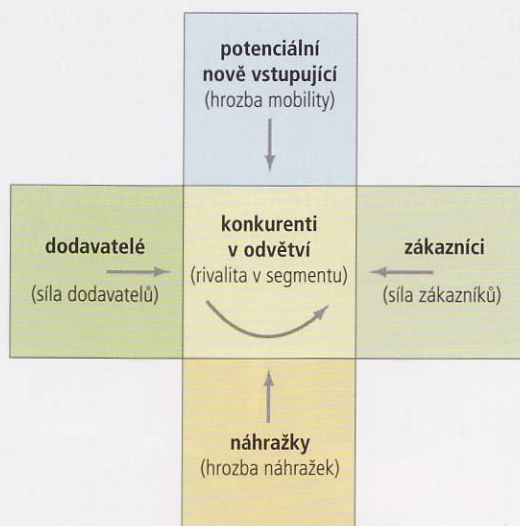 potenciální
nově vstupující
(hrozba mobility)
dodavatelé
(síla dodavatelů)
konkurenti
v odvětví
(rivalita v segmentu)
zákazníci
(síla zákazníků)
náhražky
(hrozba náhražek)